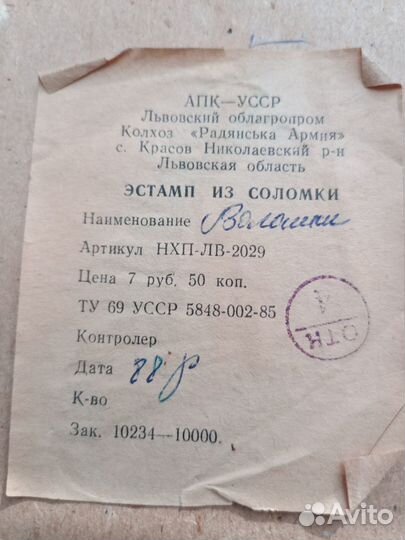 АПК—УССР
Львовский облагропром
Колхоз «Радянська Армия»
с. Красов Николаевский р-н
Львовская область
ЭСТАМП ИЗ СОЛОМКИ
Наименование Волошки
Артикул НХП-ЛВ-2029
Цена 7 руб. 50 коп.
ТУ 69 УССР 5848-002-85
Контролер
ОТК
Дата 88 р
К-во
Зак. 10234—10000.
Avito